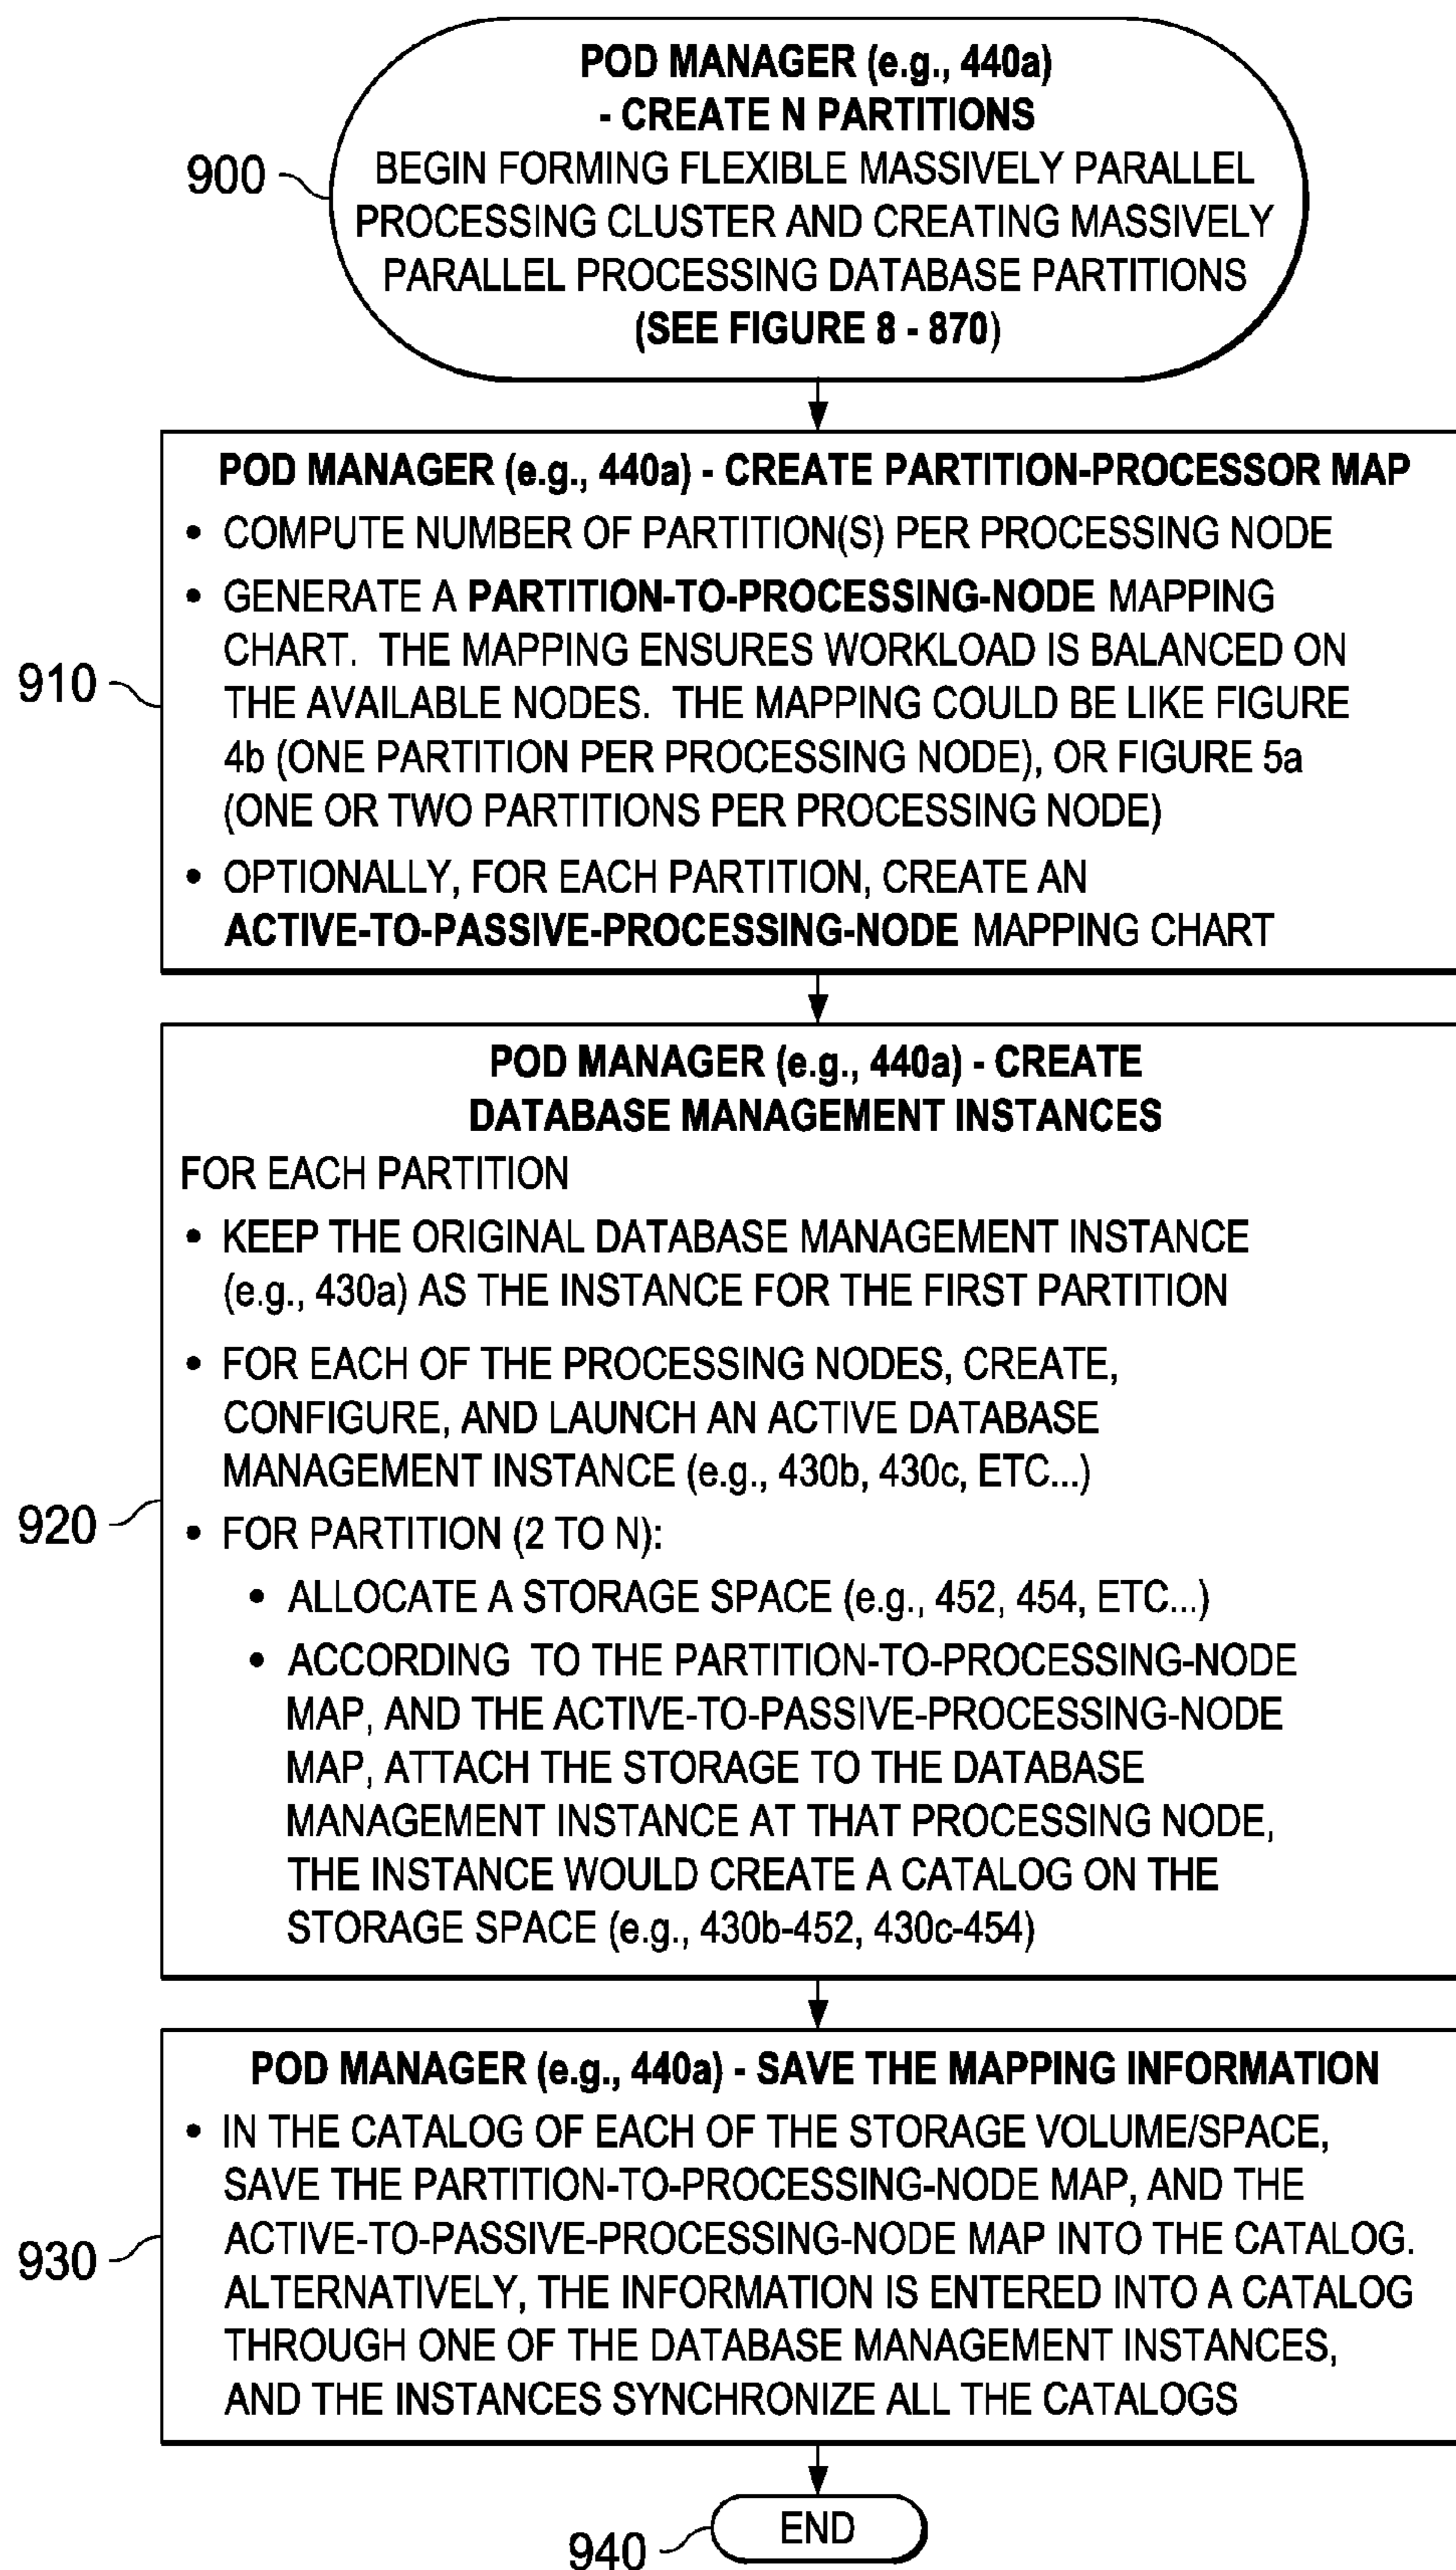 POD MANAGER (e.g., 440a)
- CREATE N PARTITIONS
BEGIN FORMING FLEXIBLE MASSIVELY PARALLEL
PROCESSING CLUSTER AND CREATING MASSIVELY
PARALLEL PROCESSING DATABASE PARTITIONS
(SEE FIGURE 8 - 870)
900
POD MANAGER (e.g., 440a) - CREATE PARTITION-PROCESSOR MAP
• COMPUTE NUMBER OF PARTITION(S) PER PROCESSING NODE
• GENERATE A PARTITION-TO-PROCESSING-NODE MAPPING
CHART. THE MAPPING ENSURES WORKLOAD IS BALANCED ON
THE AVAILABLE NODES. THE MAPPING COULD BE LIKE FIGURE
4b (ONE PARTITION PER PROCESSING NODE), OR FIGURE 5a
(ONE OR TWO PARTITIONS PER PROCESSING NODE)
• OPTIONALLY, FOR EACH PARTITION, CREATE AN
ACTIVE-TO-PASSIVE-PROCESSING-NODE MAPPING CHART
910
POD MANAGER (e.g., 440a) - CREATE
DATABASE MANAGEMENT INSTANCES
FOR EACH PARTITION
• KEEP THE ORIGINAL DATABASE MANAGEMENT INSTANCE
(e.g., 430a) AS THE INSTANCE FOR THE FIRST PARTITION
• FOR EACH OF THE PROCESSING NODES, CREATE,
CONFIGURE, AND LAUNCH AN ACTIVE DATABASE
MANAGEMENT INSTANCE (e.g., 430b, 430c, ETC...)
• FOR PARTITION (2 TO N):
• ALLOCATE A STORAGE SPACE (e.g., 452, 454, ETC...)
• ACCORDING TO THE PARTITION-TO-PROCESSING-NODE
MAP, AND THE ACTIVE-TO-PASSIVE-PROCESSING-NODE
MAP, ATTACH THE STORAGE TO THE DATABASE
MANAGEMENT INSTANCE AT THAT PROCESSING NODE,
THE INSTANCE WOULD CREATE A CATALOG ON THE
STORAGE SPACE (e.g., 430b-452, 430c-454)
920
POD MANAGER (e.g., 440a) - SAVE THE MAPPING INFORMATION
• IN THE CATALOG OF EACH OF THE STORAGE VOLUME/SPACE,
SAVE THE PARTITION-TO-PROCESSING-NODE MAP, AND THE
ACTIVE-TO-PASSIVE-PROCESSING-NODE MAP INTO THE CATALOG.
ALTERNATIVELY, THE INFORMATION IS ENTERED INTO A CATALOG
THROUGH ONE OF THE DATABASE MANAGEMENT INSTANCES,
AND THE INSTANCES SYNCHRONIZE ALL THE CATALOGS
930
END
940